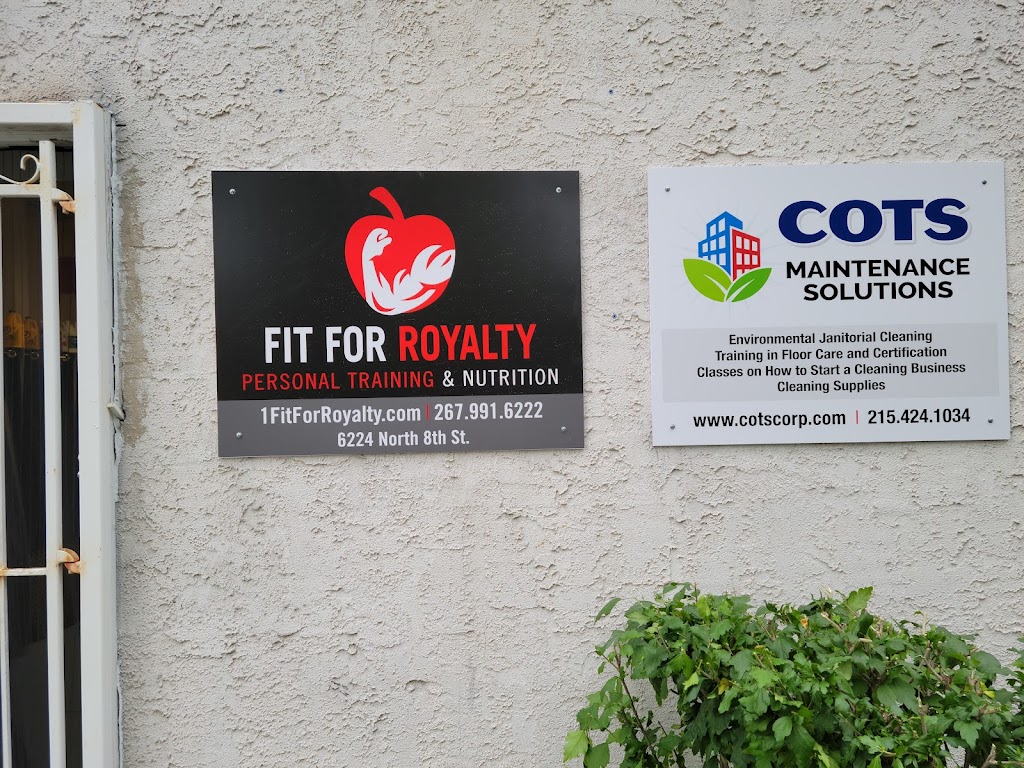 FIT FOR ROYALTY
PERSONAL TRAINING & NUTRITION
1FitForRoyalty.com | 267.991.6222
6224 North 8th St.
COTS
MAINTENANCE
SOLUTIONS
Environmental Janitorial Cleaning
Training in Floor Care and Certification
Classes on How to Start a Cleaning Business
Cleaning Supplies
www.cotscorp.com | 215.424.1034